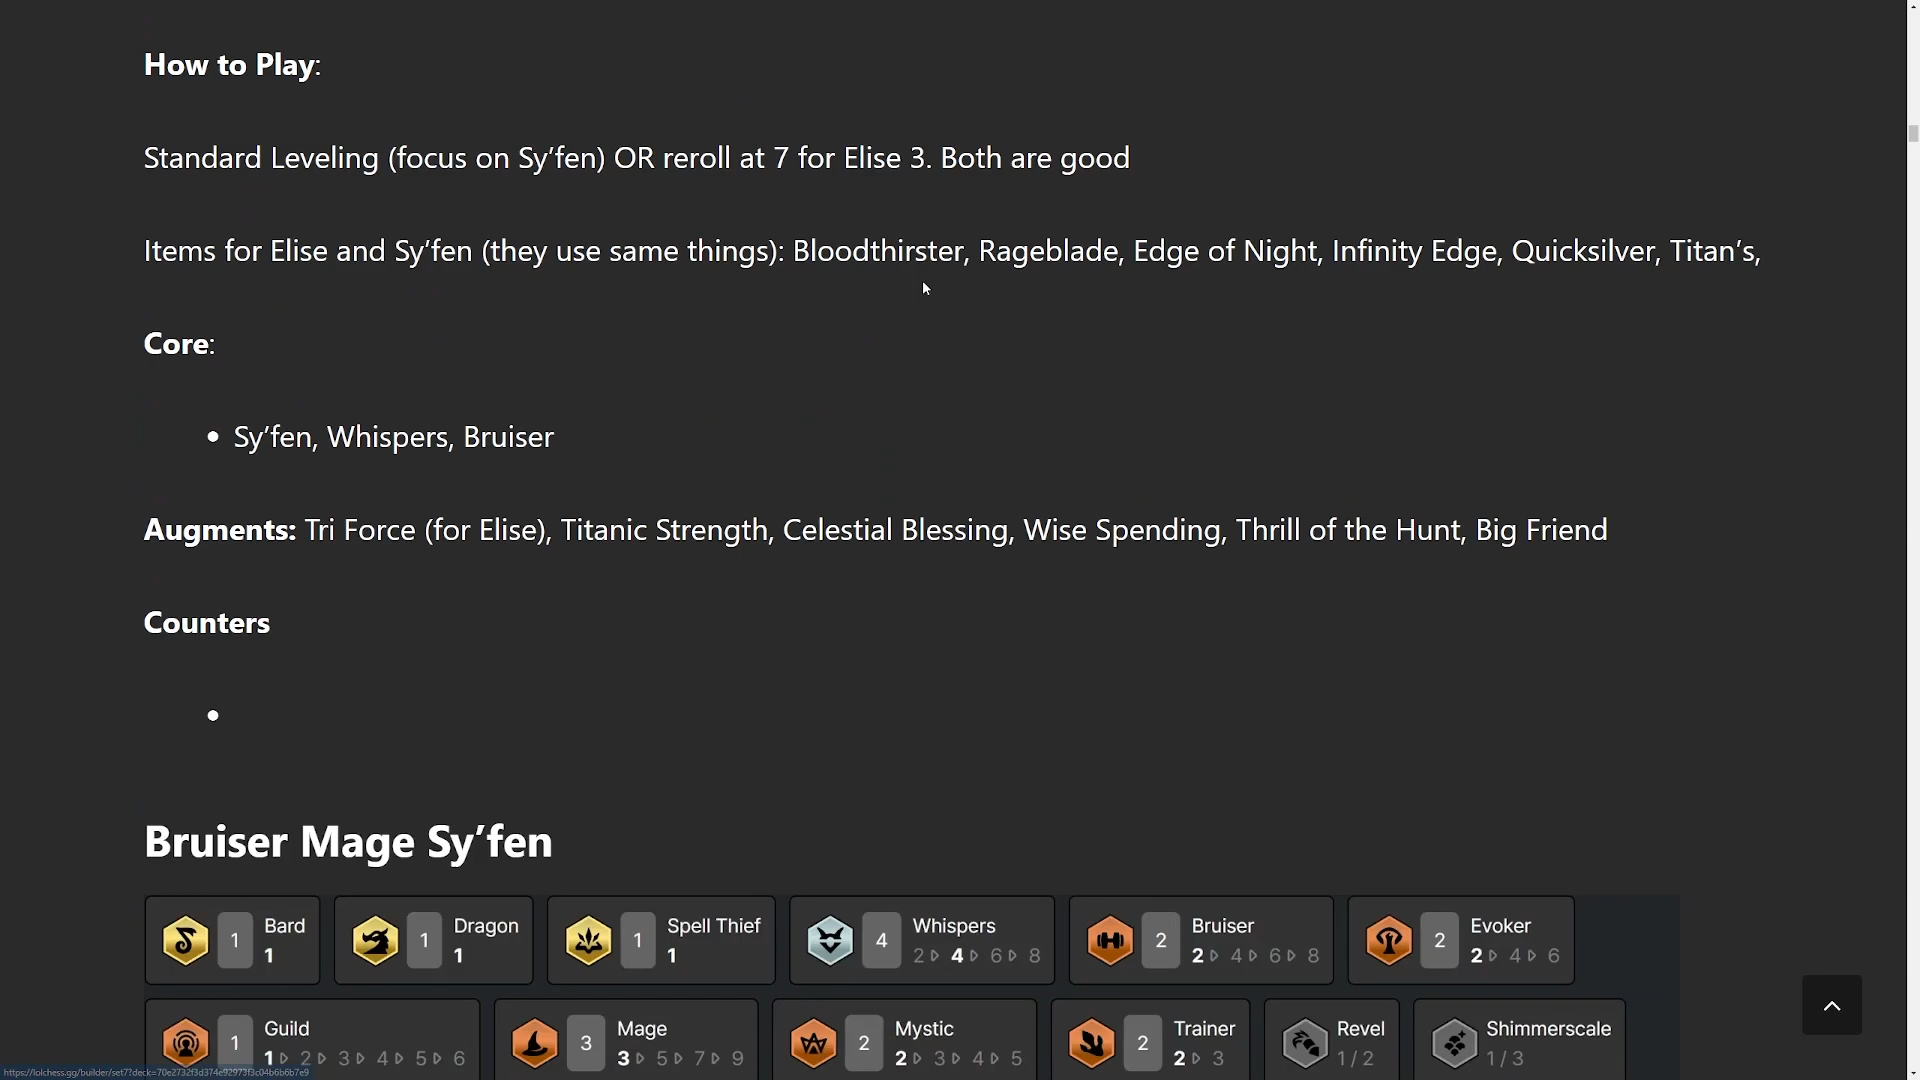 How to Play:
Standard Leveling (focus on Sy’fen) OR reroll at 7 for Elise 3. Both are good
Items for Elise and Sy’fen (they use same things): Bloodthirster, Rageblade, Edge of Night, Infinity Edge, Quicksilver, Titan’s,
Core:
• Sy’fen, Whispers, Bruiser
Augments: Tri Force (for Elise), Titanic Strength, Celestial Blessing, Wise Spending, Thrill of the Hunt, Big Friend
Counters
•
Bruiser Mage Sy’fen
1 Bard 1
1 Dragon 1
1 Spell Thief 1
4 Whispers 2 4 6 8
2 Bruiser 2 4 6 8
2 Evoker 2 4 6
1 Guild 1 2 3 4 5 6
3 Mage 3 5 7 9
2 Mystic 2 3 4 5
2 Trainer 2 3
Revel 1 / 2
Shimmerscale 1 / 3